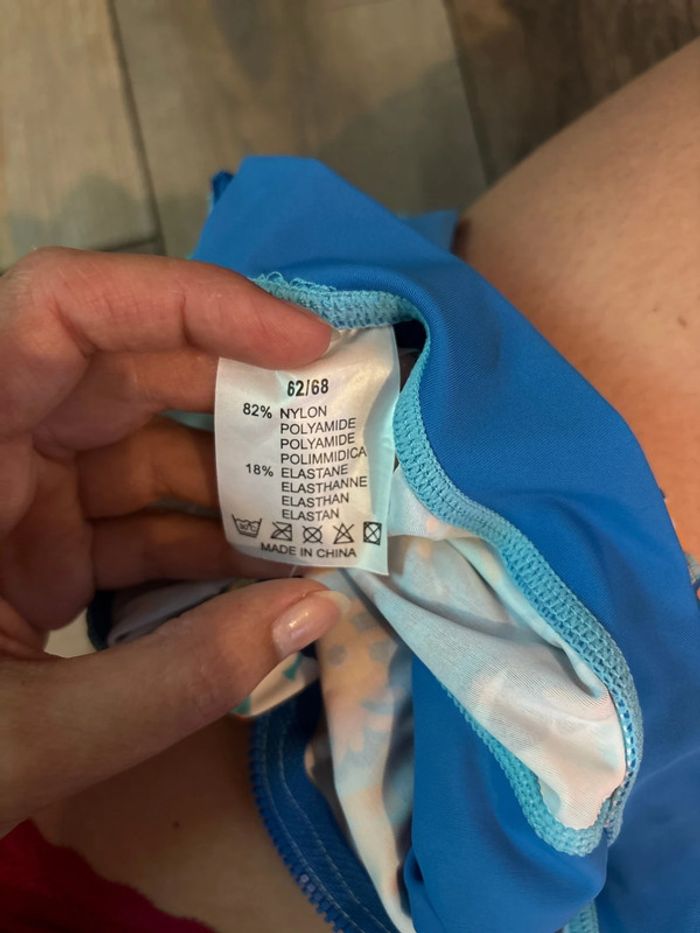 62/68
82% NYLON
POLYAMIDE
POLYAMIDE
POLIMMIDICA
18% ELASTANE
ELASTHANNE
ELASTHAN
ELASTAN
MADE IN CHINA